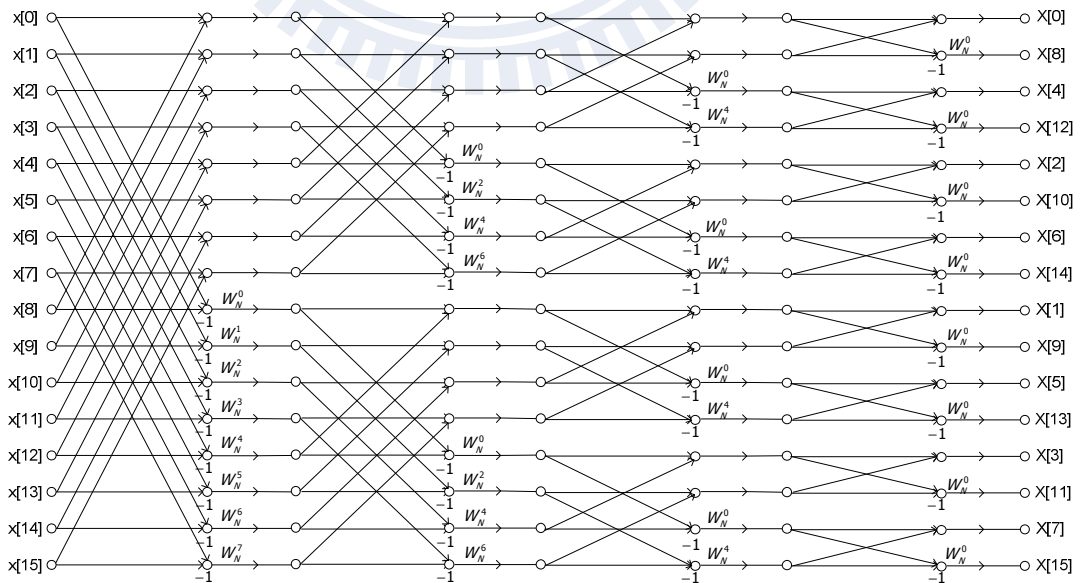 x[0] X[0]
x[1] W_N^0 X[8]
-1
x[2] W_N^0 X[4]
-1
x[3] W_N^4 W_N^0 X[12]
-1 -1
x[4] W_N^0 X[2]
-1
x[5] W_N^2 W_N^0 X[10]
-1 -1
x[6] W_N^4 W_N^0 X[6]
-1 -1
x[7] W_N^6 W_N^4 W_N^0 X[14]
-1 -1 -1
x[8] W_N^0 X[1]
-1
x[9] W_N^1 W_N^0 X[9]
-1 -1
x[10] W_N^2 W_N^0 X[5]
-1 -1
x[11] W_N^3 W_N^4 W_N^0 X[13]
-1 -1 -1
x[12] W_N^4 W_N^0 X[3]
-1 -1
x[13] W_N^5 W_N^2 W_N^0 X[11]
-1 -1 -1
x[14] W_N^6 W_N^4 W_N^0 X[7]
-1 -1 -1
x[15] W_N^7 W_N^6 W_N^4 W_N^0 X[15]
-1 -1 -1 -1